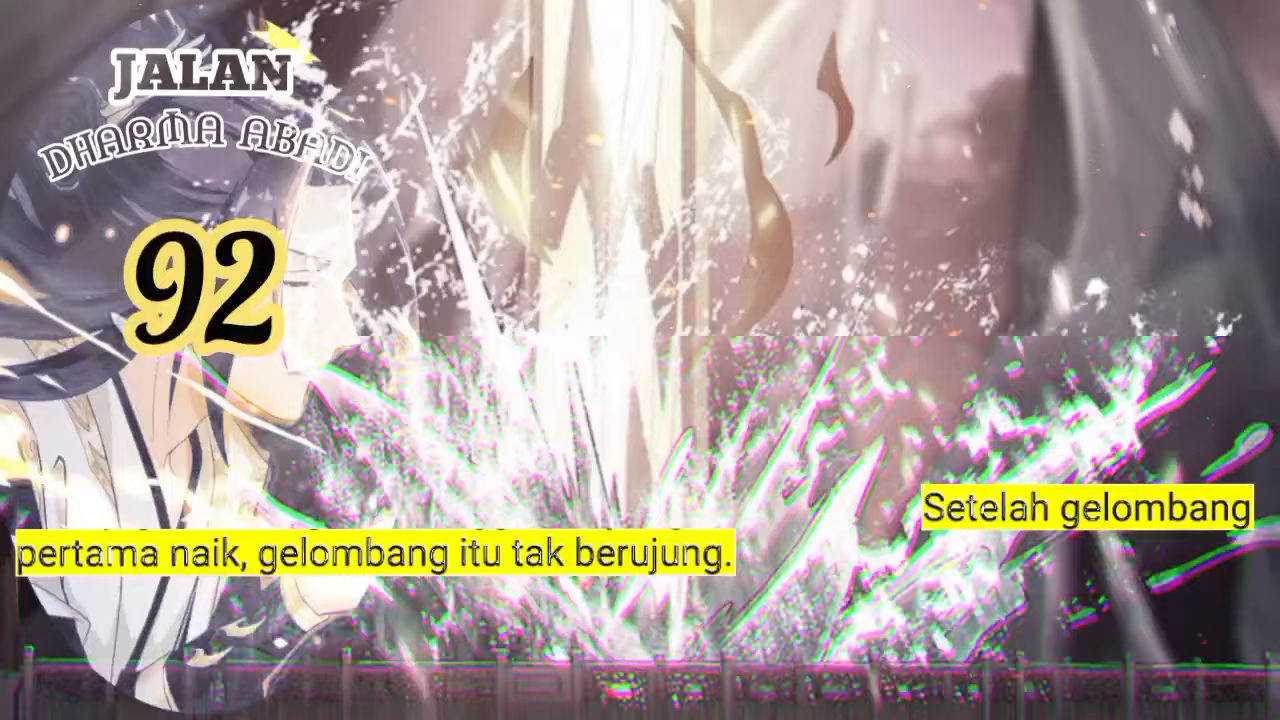 JALAN
DHARMA ABADI
92
Setelah gelombang
pertama naik, gelombang itu tak berujung.